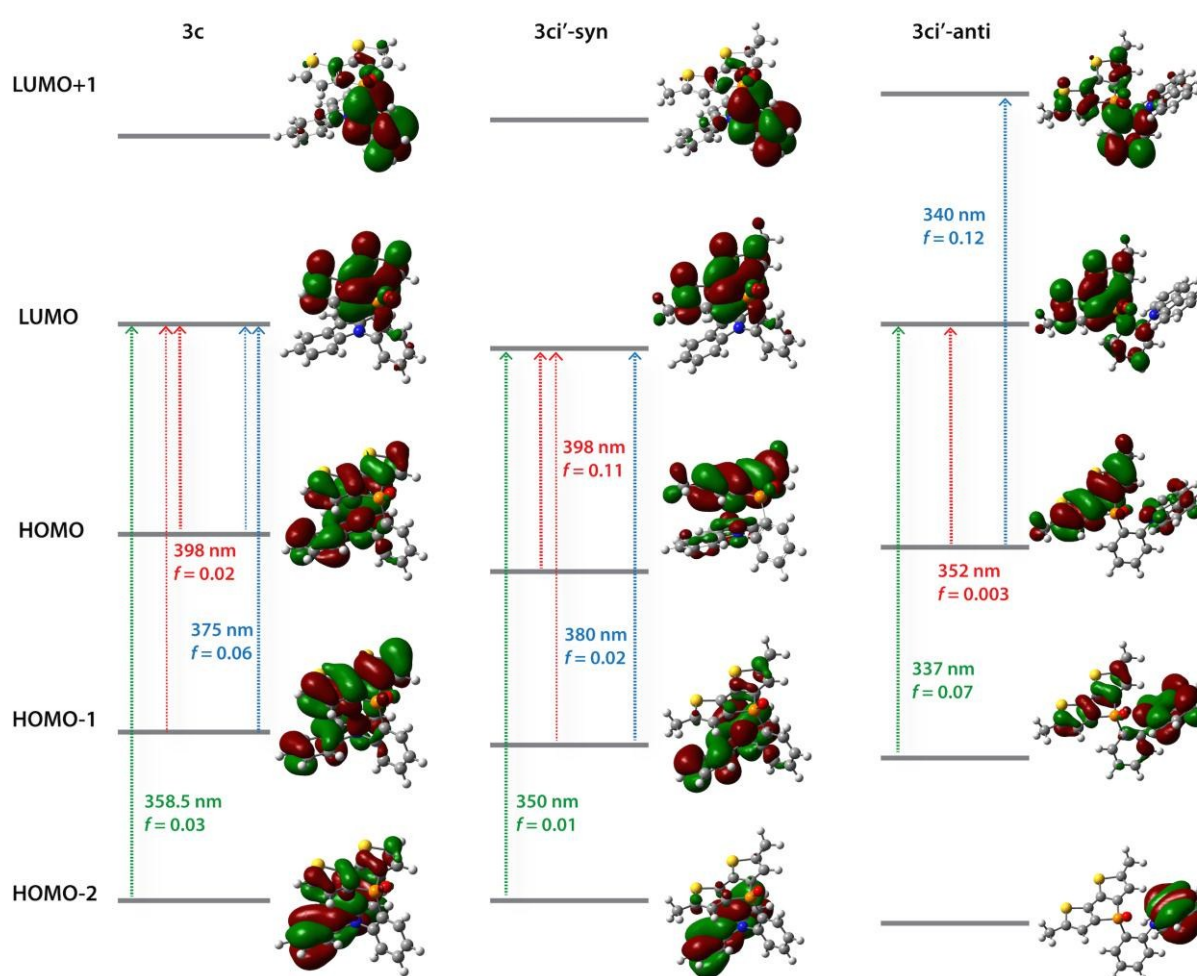 3c
3ci’-syn
3ci’-anti
LUMO+1
340 nm
f = 0.12
LUMO
398 nm
f = 0.11
HOMO
398 nm
f = 0.02
352 nm
f = 0.003
375 nm
f = 0.06
380 nm
f = 0.02
337 nm
f = 0.07
HOMO-1
358.5 nm
f = 0.03
350 nm
f = 0.01
HOMO-2